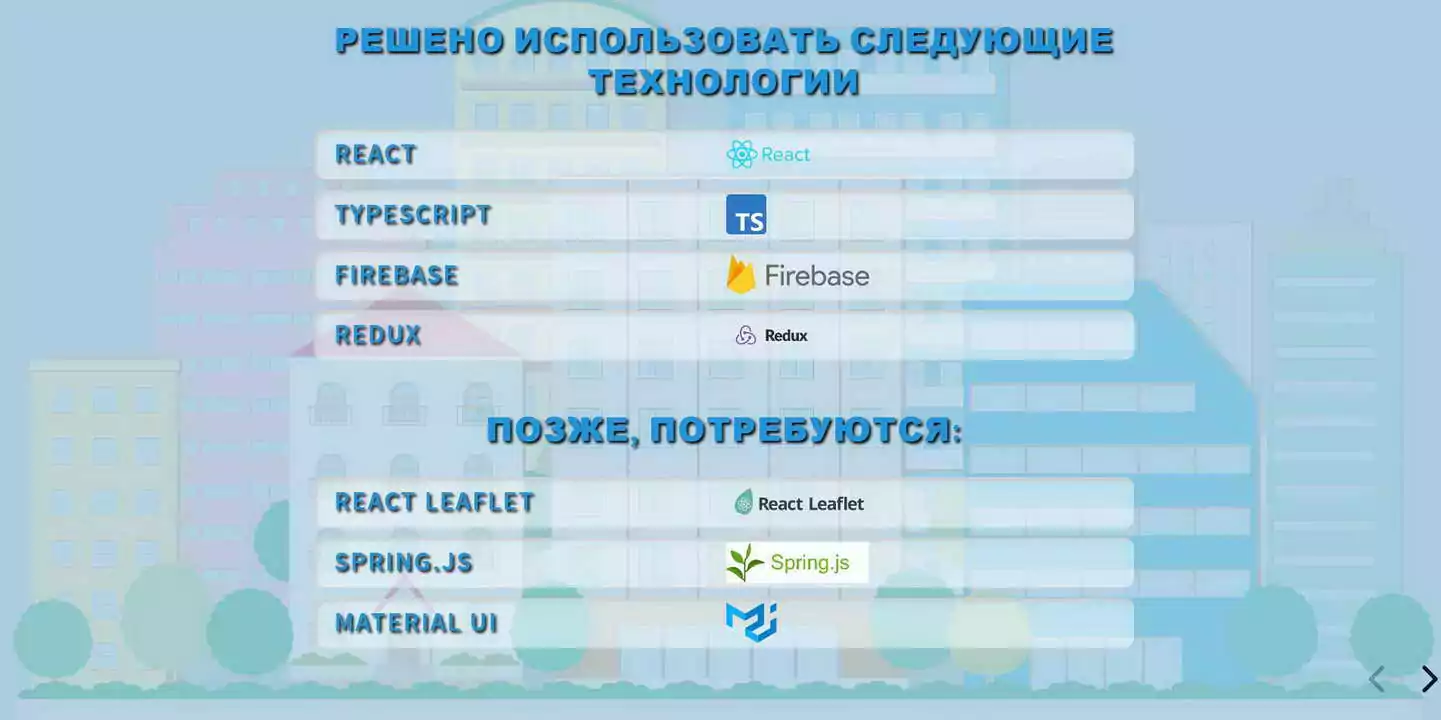 РЕШЕНО ИСПОЛЬЗОВАТЬ СЛЕДУЮЩИЕ
ТЕХНОЛОГИИ
REACT React
TYPESCRIPT TS
FIREBASE Firebase
REDUX Redux
ПОЗЖЕ, ПОТРЕБУЮТСЯ:
REACT LEAFLET React Leaflet
SPRING.JS Spring.js
MATERIAL UI